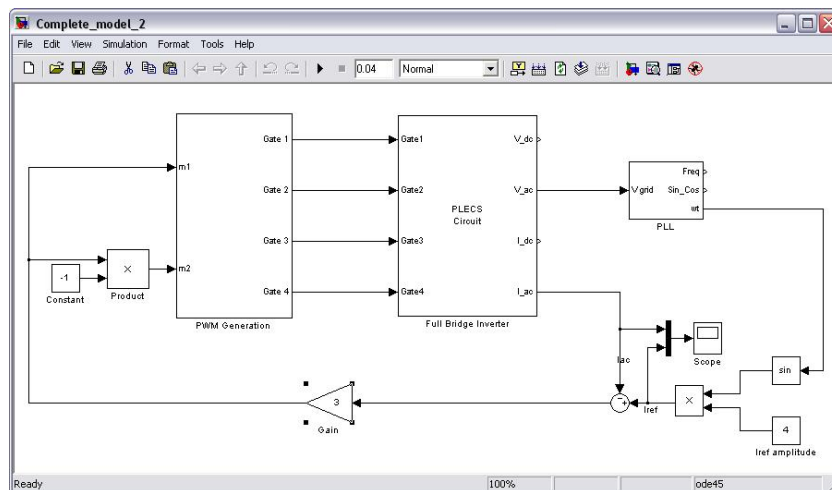 Complete_model_2
File Edit View Simulation Format Tools Help
0.04 Normal
Gate 1 Gate1 V_dc
m1
Freq
Gate 2 Gate2 V_ac V grid Sin_Cos
PLECS
Circuit
wt
PLL
Gate 3 Gate3 I_dc
× m2
-1
Constant Product
Gate 4 Gate4 I_ac
PWM Generation Full Bridge Inverter
Iac Scope
sin
3 -+ Iref ×
Gain
4
Iref amplitude
Ready 100% ode45